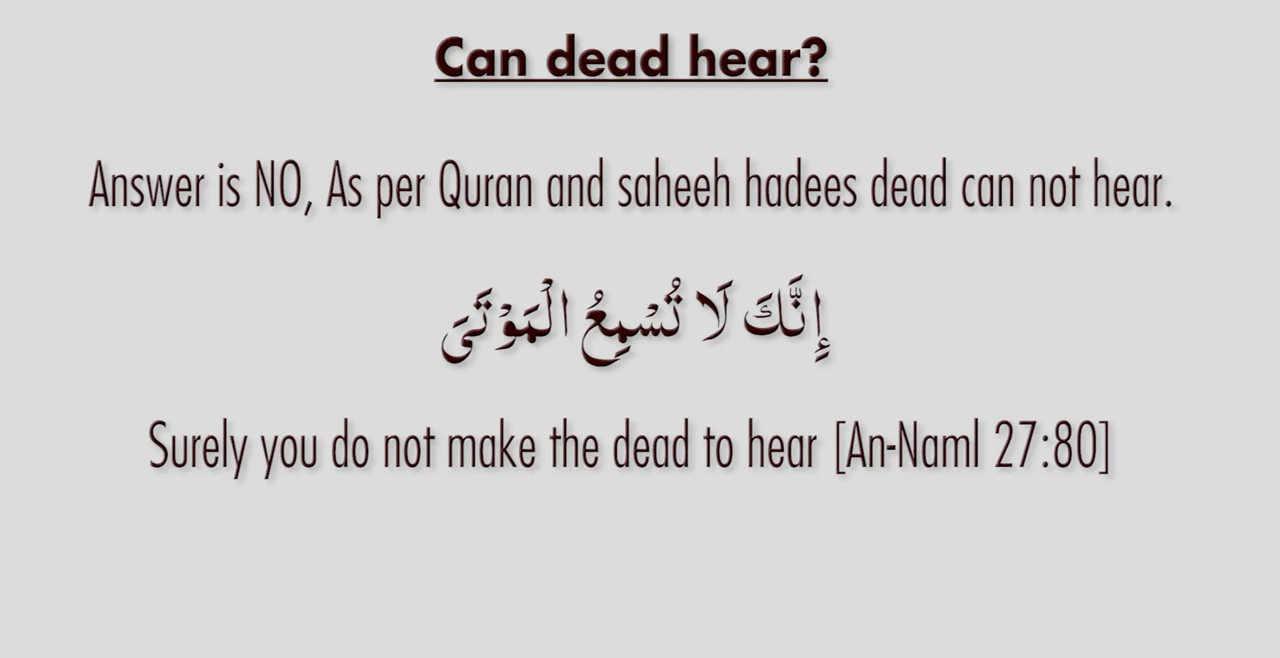 Can dead hear?
Answer is NO, As per Quran and saheeh hadees dead can not hear.
إِنَّكَ لَا تُسْمِعُ الْمَوْتَىَ
Surely you do not make the dead to hear [An-Naml 27:80]